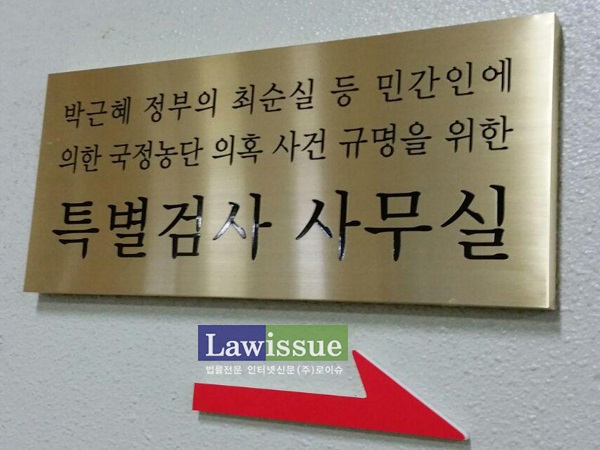 박근혜 정부의 최순실 등 민간인에
의한 국정농단 의혹 사건 규명을 위한
특별검사 사무실
Lawissue
법률전문 인터넷신문 (주)로이슈